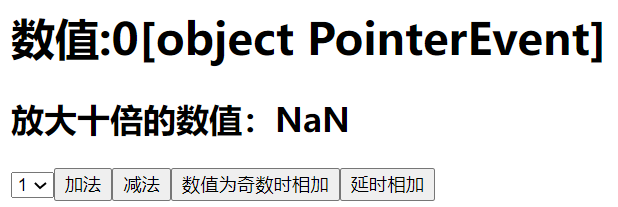 数值:0[object PointerEvent]
放大十倍的数值：NaN
1 加法 减法 数值为奇数时相加 延时相加